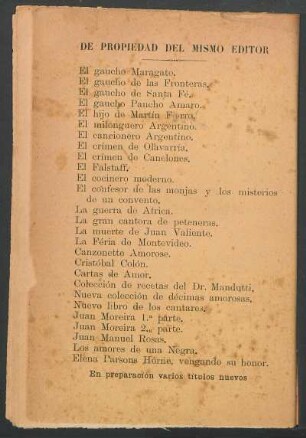 DE PROPIEDAD DEL MISMO EDITOR
El gaucho Maragato.
El gaucho de las Fronteras.
El gaucho de Santa Fé.
El gaucho Pancho Amaro.
El hijo de Martín Fierro.
El milonguero Argentino.
El cancionero Argentino.
El crimen de Olavarría.
El crimen de Canelones.
El Falstaff.
El cocinero moderno.
El confesor de las monjas y los misterios
de un convento.
La guerra de Africa.
La gran cantora de peteneras.
La muerte de Juan Valiente.
La Féria de Montevideo.
Canzonetto Amorose.
Cristóbal Colón.
Cartas de Amor.
Colección de recetas del Dr. Mandutti.
Nueva colección de décimas amorosas.
Nuevo libro de los cantares.
Juan Moreira 1.ª parte.
Juan Moreira 2.ª parte.
Juan Manuel Rosas.
Los amores de una Negra.
Elena Parsons Horne, vengando su honor.
En preparación varios títulos nuevos